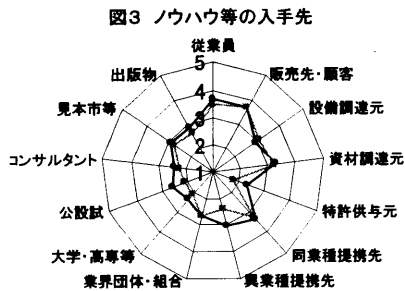 図3 ノウハウ等の入手先
従業員
販売先・顧客
設備調達元
資材調達元
特許供与元
同業種提携先
異業種提携先
業界団体・組合
大学・高専等
公設試
コンサルタント
見本市等
出版物
5
4
3
2
1